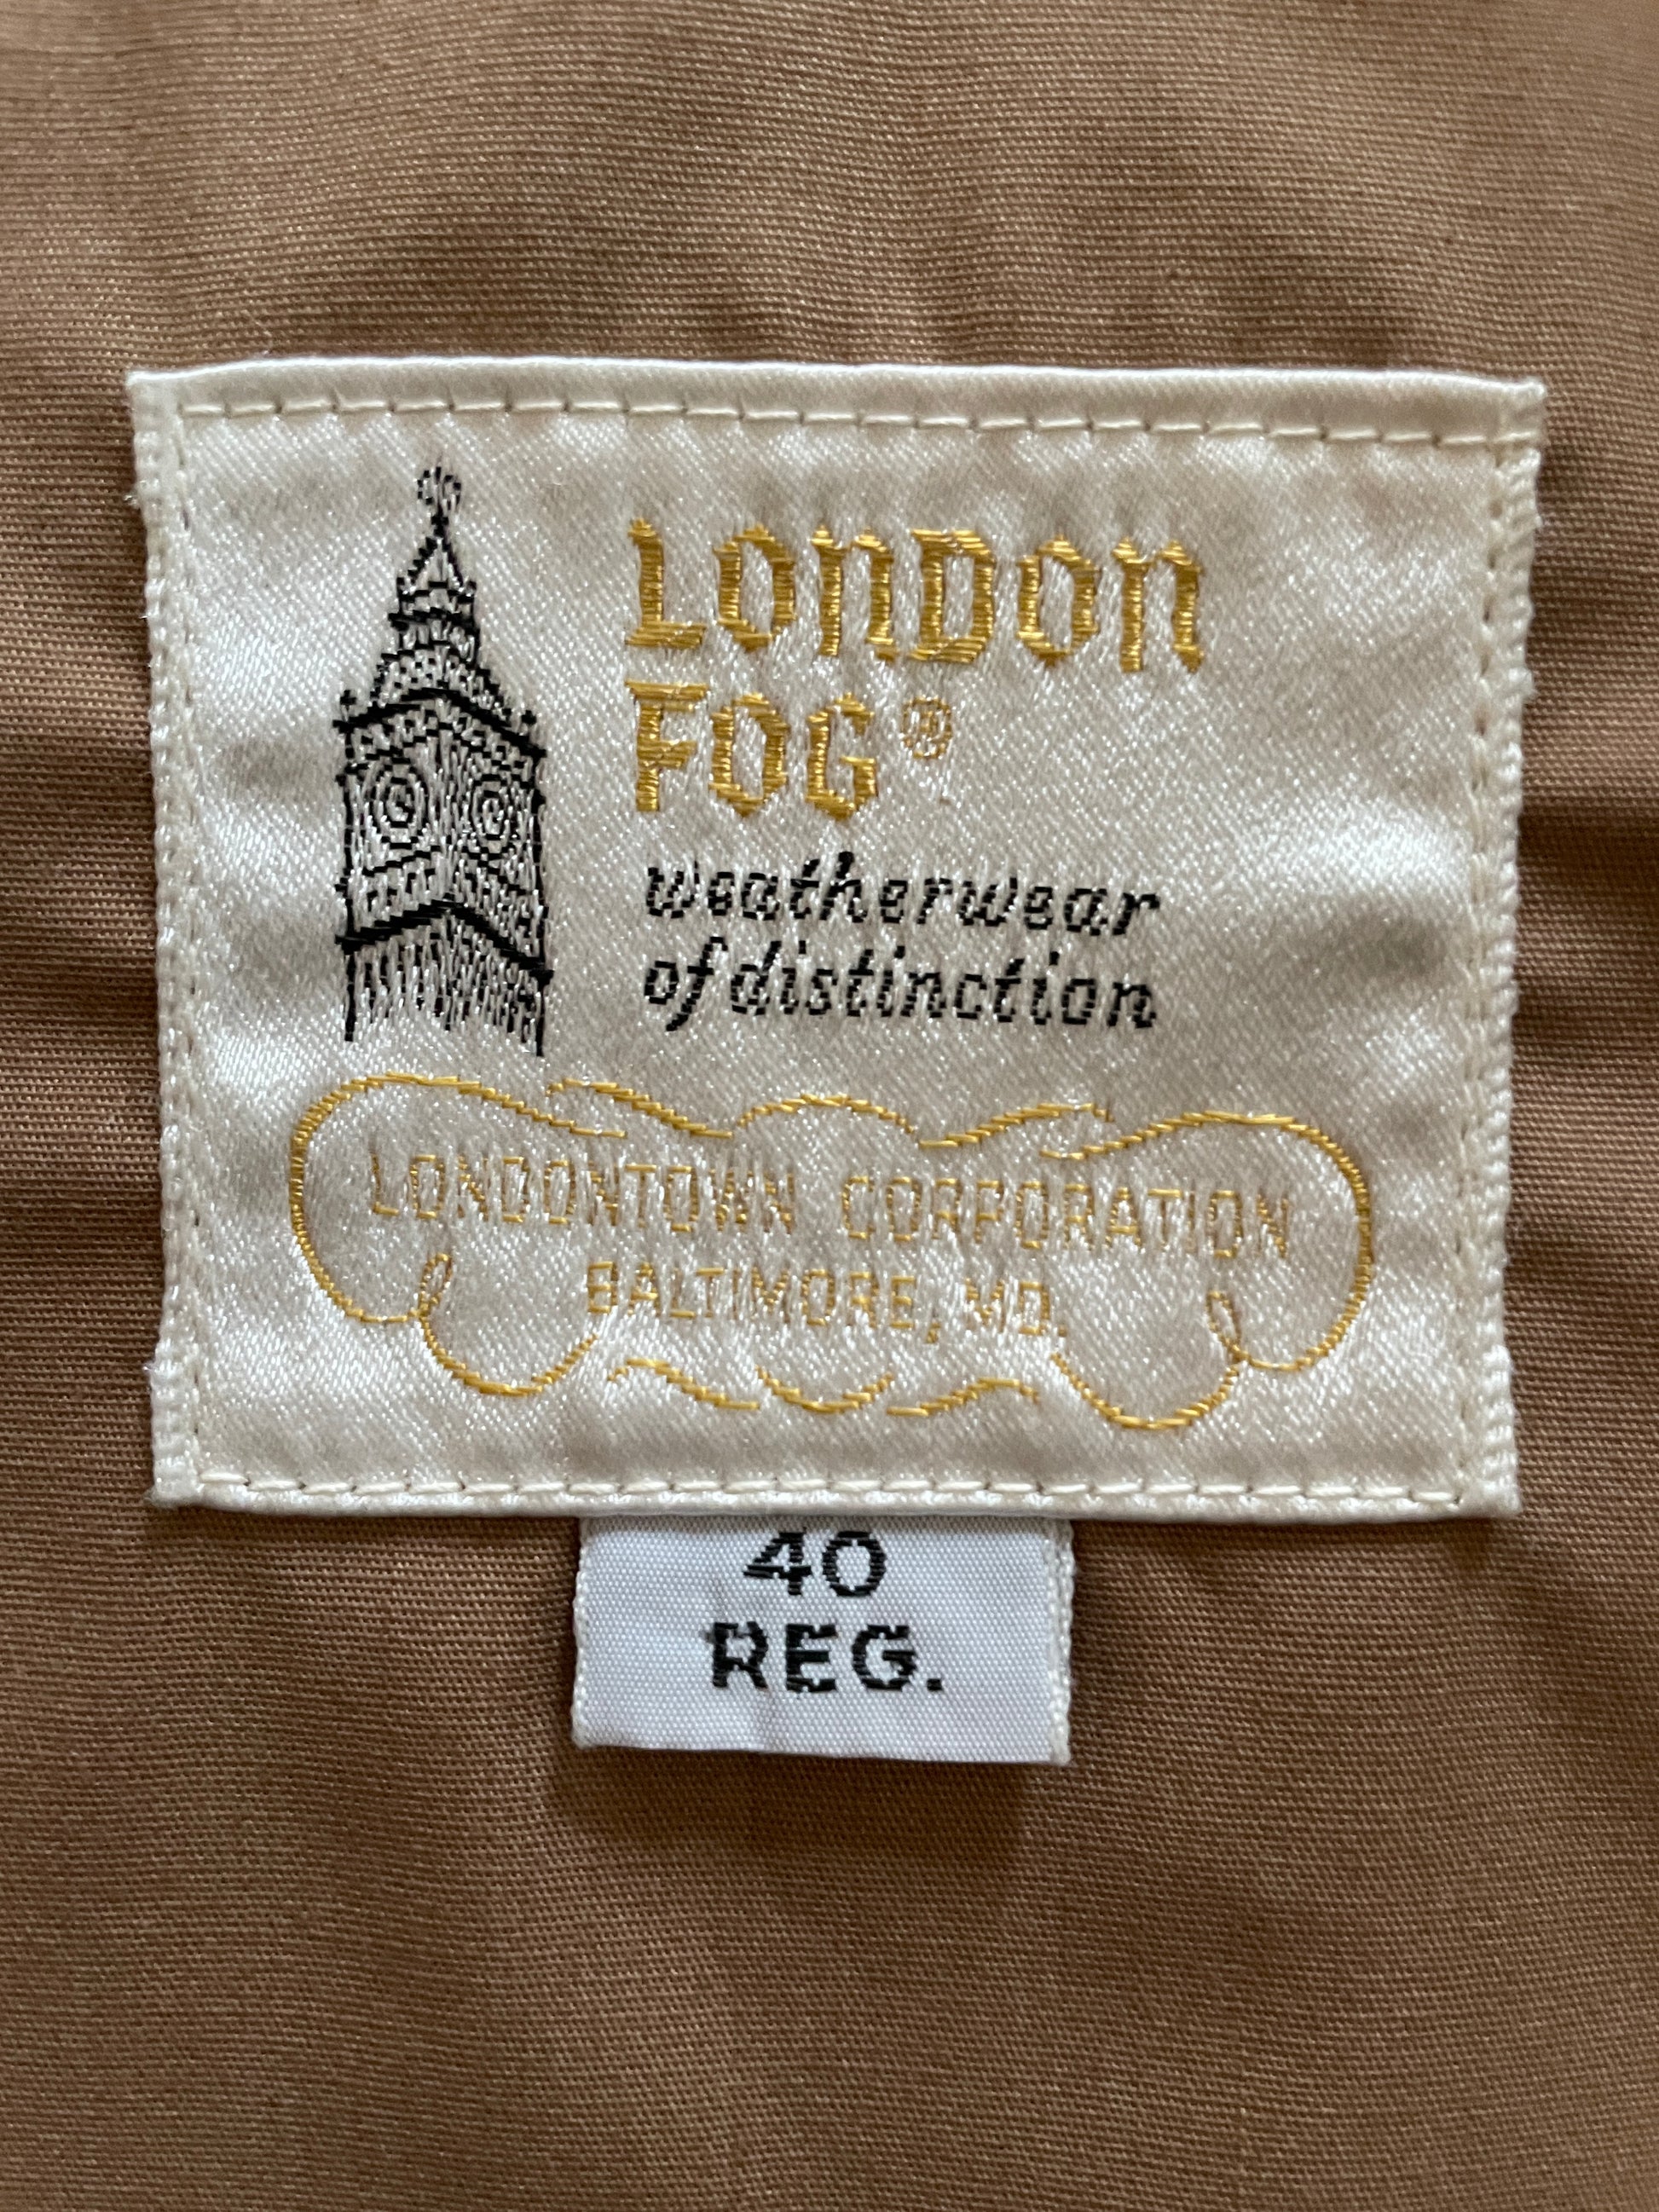 LONDON
FOG®
weatherwear
of distinction
LONDONTOWN CORPORATION
BALTIMORE, MD.
40
REG.